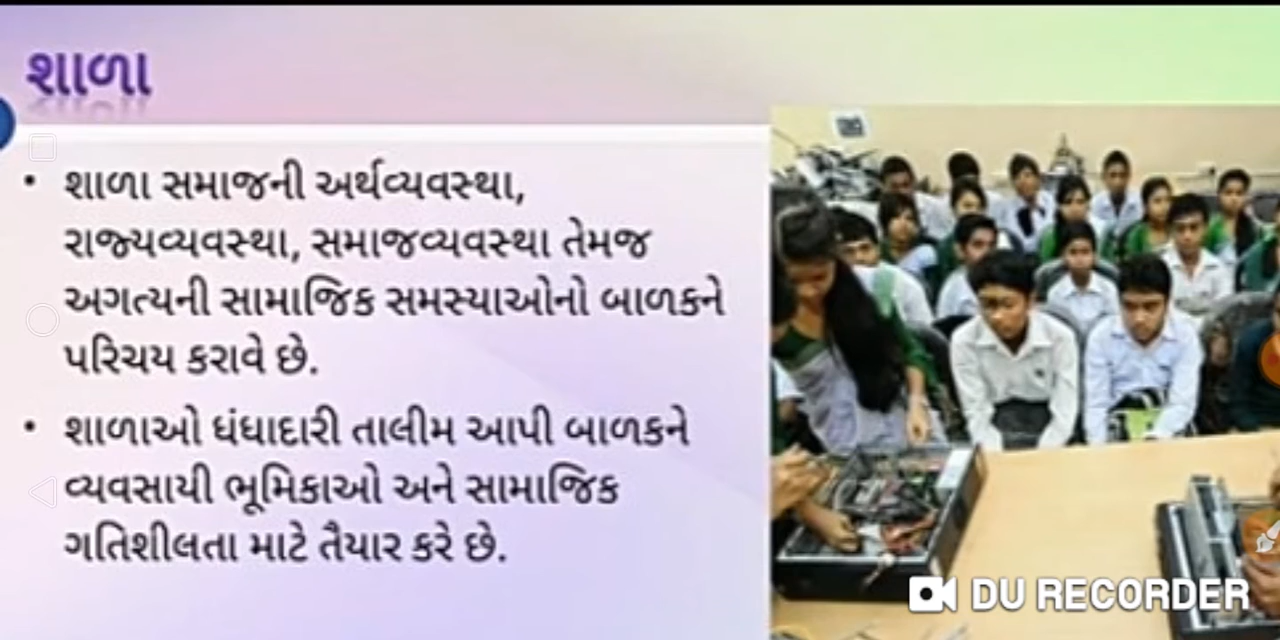 શાળા
• શાળા સમાજની અર્થવ્યવસ્થા,
રાજ્યવ્યવસ્થા, સમાજવ્યવસ્થા તેમજ
અગત્યની સામાજિક સમસ્યાઓનો બાળકને
પરિચય કરાવે છે.
• શાળાઓ ધંધાદારી તાલીમ આપી બાળકને
વ્યવસાયી ભૂમિકાઓ અને સામાજિક
ગતિશીલતા માટે તૈયાર કરે છે.
DU RECORDER